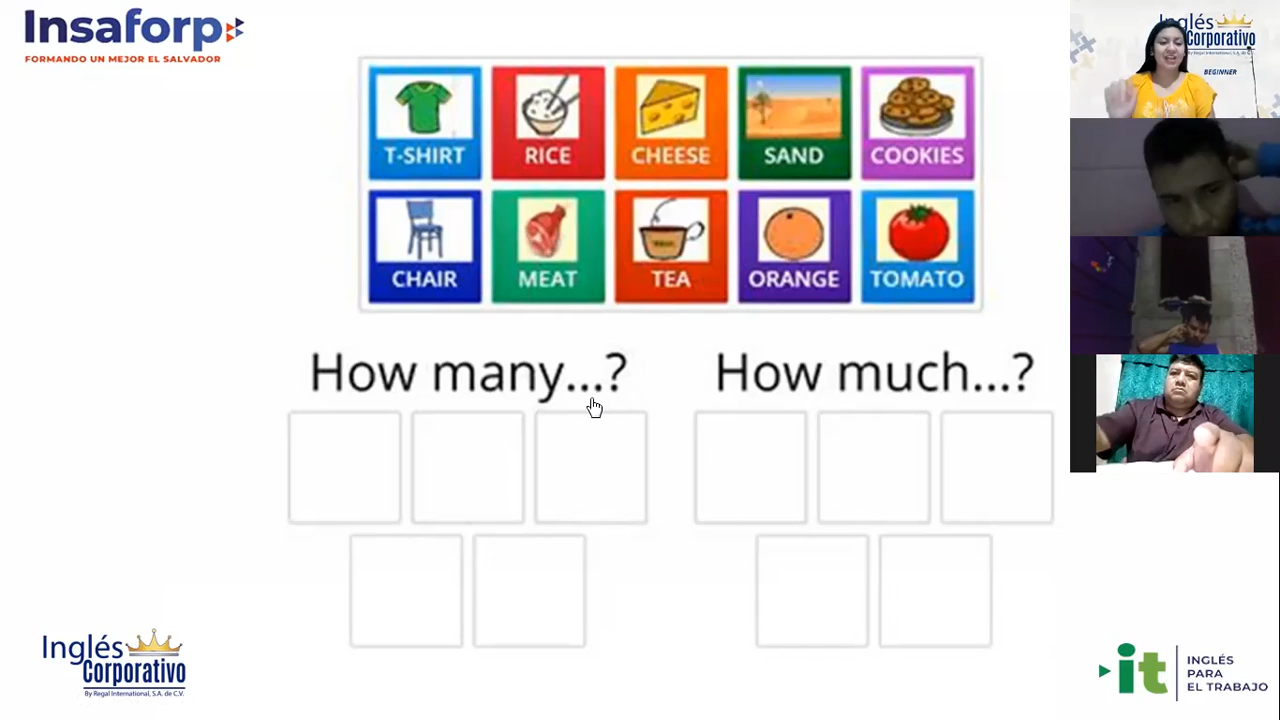 Insaforp
FORMANDO UN MEJOR EL SALVADOR
T-SHIRT RICE CHEESE SAND COOKIES
CHAIR MEAT TEA ORANGE TOMATO
How many...? How much...?
Inglés
Corporativo
By Regal International, S.A. de C.V.
it
INGLÉS
PARA
EL TRABAJO
Inglés
Corporativo
BEGINNER